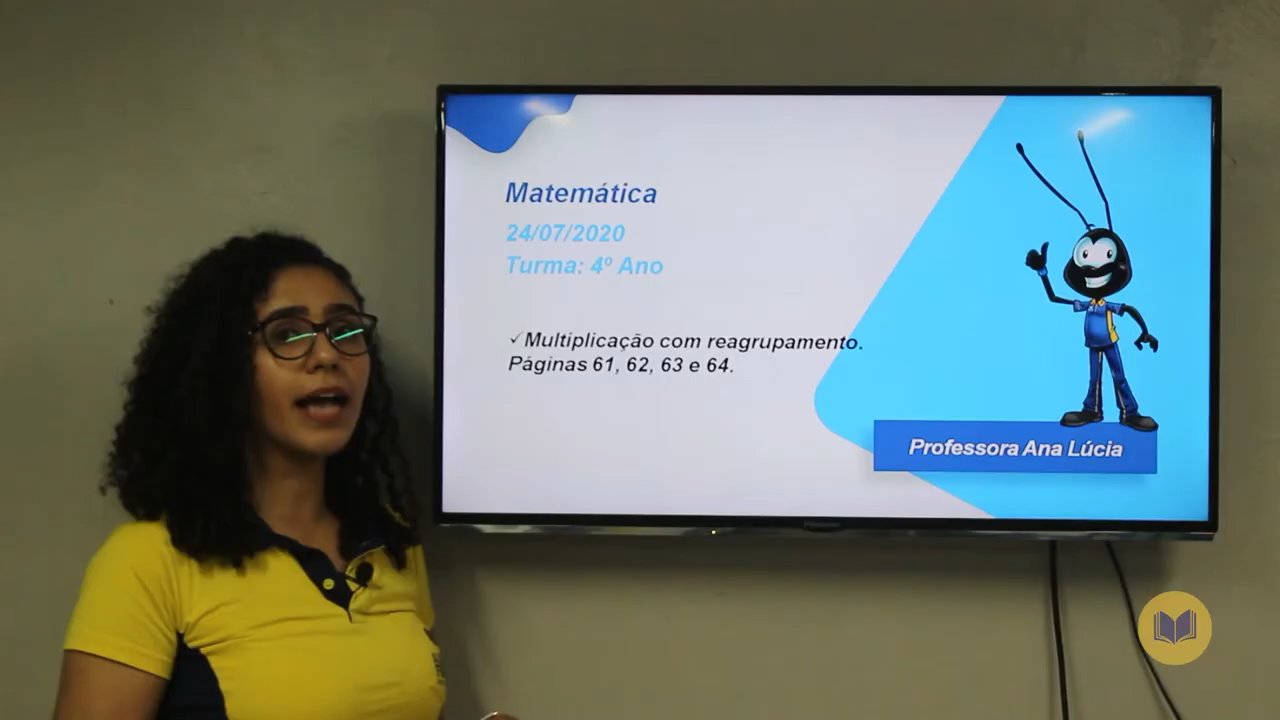 Matemática
24/07/2020
Turma: 4º Ano
✓Multiplicação com reagrupamento.
Páginas 61, 62, 63 e 64.
Professora Ana Lúcia